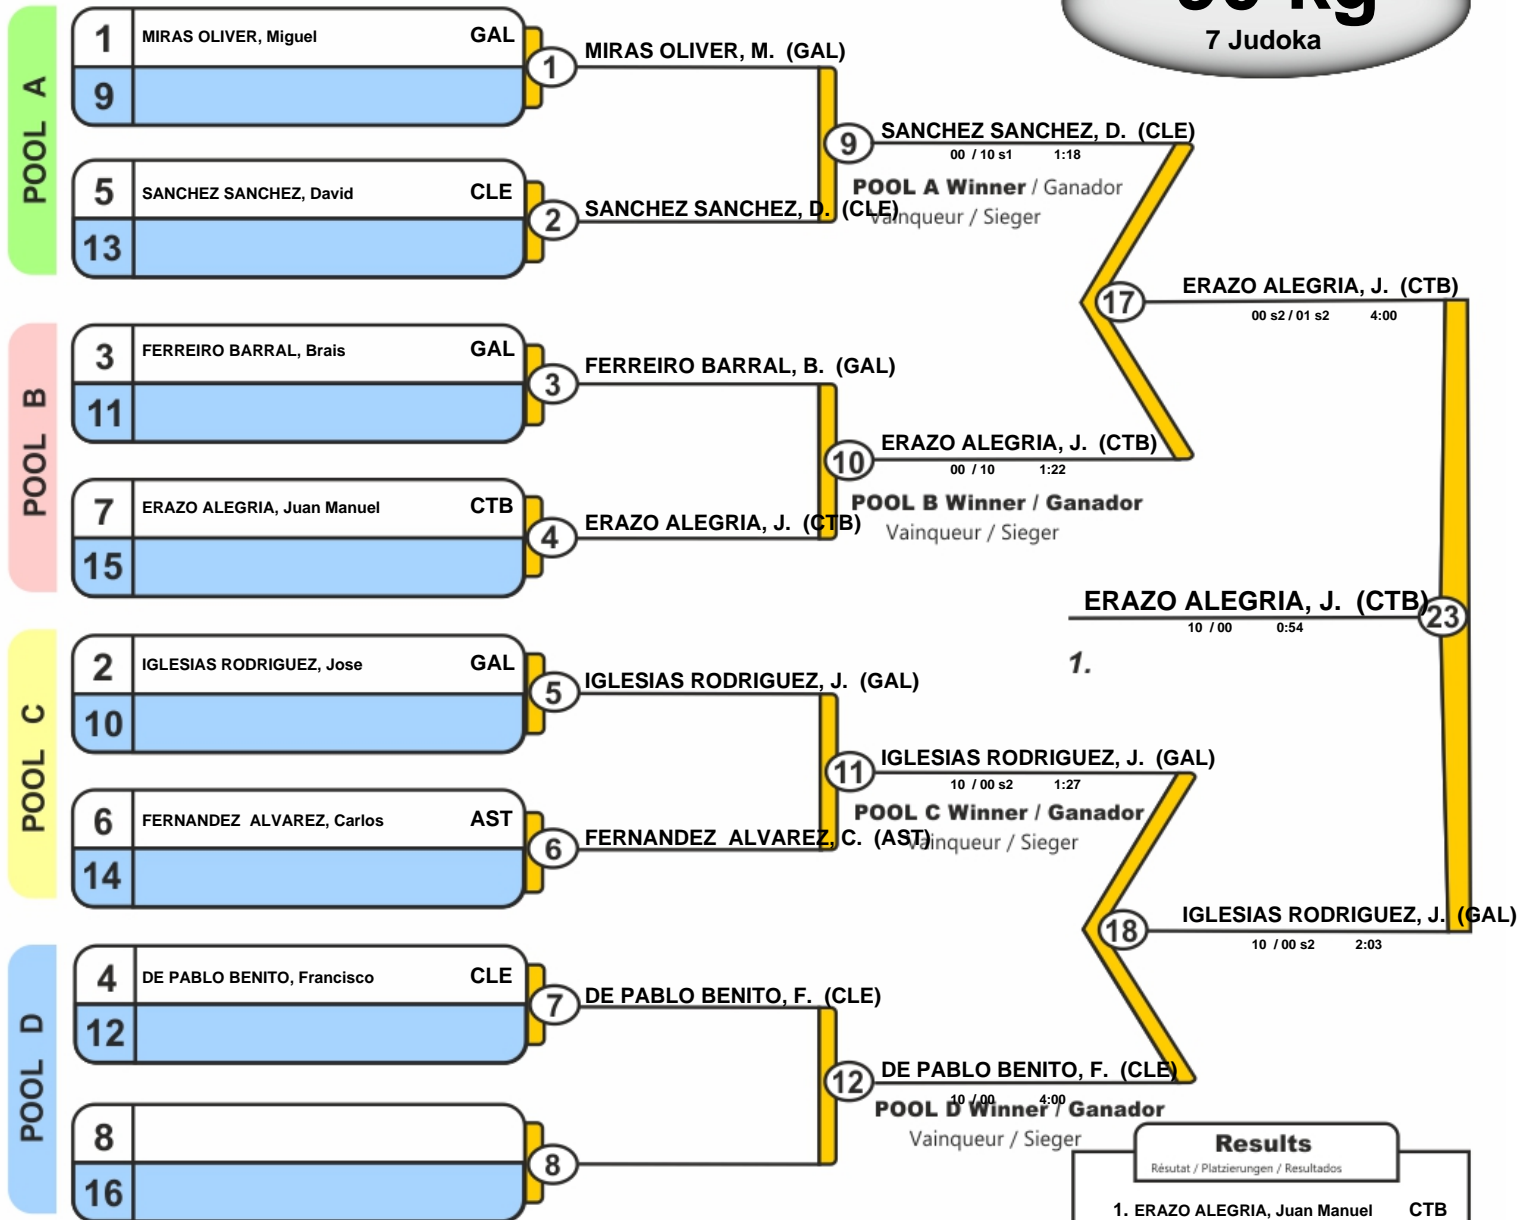 kg
7 Judoka
POOL A
1 MIRAS OLIVER, Miguel GAL
9
1
MIRAS OLIVER, M. (GAL)
5 SANCHEZ SANCHEZ, David CLE
13
2
SANCHEZ SANCHEZ, D. (CLE)
9
SANCHEZ SANCHEZ, D. (CLE)
00 / 10 s1 1:18
POOL A Winner / Ganador
Vainqueur / Sieger
POOL B
3 FERREIRO BARRAL, Brais GAL
11
3
FERREIRO BARRAL, B. (GAL)
7 ERAZO ALEGRIA, Juan Manuel CTB
15
4
ERAZO ALEGRIA, J. (CTB)
10
ERAZO ALEGRIA, J. (CTB)
00 / 10 1:22
POOL B Winner / Ganador
Vainqueur / Sieger
17
ERAZO ALEGRIA, J. (CTB)
00 s2 / 01 s2 4:00
ERAZO ALEGRIA, J. (CTB)
23
10 / 00 0:54
1.
POOL C
2 IGLESIAS RODRIGUEZ, Jose GAL
10
5
IGLESIAS RODRIGUEZ, J. (GAL)
6 FERNANDEZ ALVAREZ, Carlos AST
14
6
FERNANDEZ ALVAREZ, C. (AST)
11
IGLESIAS RODRIGUEZ, J. (GAL)
10 / 00 s2 1:27
POOL C Winner / Ganador
Vainqueur / Sieger
18
IGLESIAS RODRIGUEZ, J. (GAL)
10 / 00 s2 2:03
POOL D
4 DE PABLO BENITO, Francisco CLE
12
7
DE PABLO BENITO, F. (CLE)
8
16
8
12
DE PABLO BENITO, F. (CLE)
10 / 00 4:00
POOL D Winner / Ganador
Vainqueur / Sieger
Results
Résutat / Platzierungen / Resultados
1. ERAZO ALEGRIA, Juan Manuel CTB